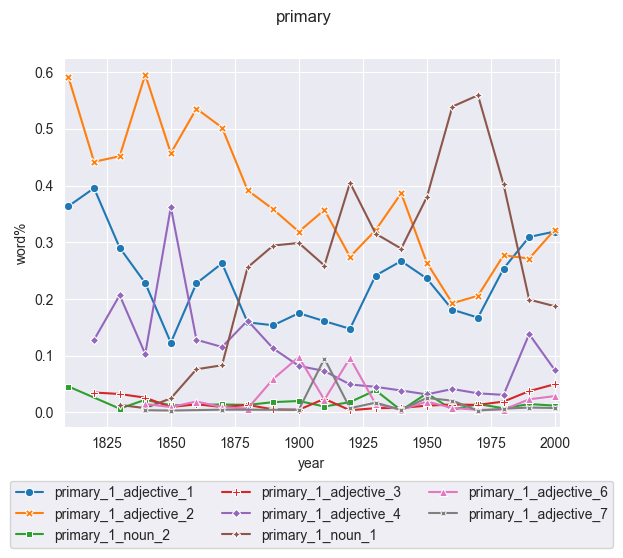 primary
0.6
0.5
0.4
0.3
0.2
0.1
0.0
word%
1825 1850 1875 1900 1925 1950 1975 2000
year
primary_1_adjective_1 primary_1_adjective_3 primary_1_adjective_6
primary_1_adjective_2 primary_1_adjective_4 primary_1_adjective_7
primary_1_noun_2 primary_1_noun_1